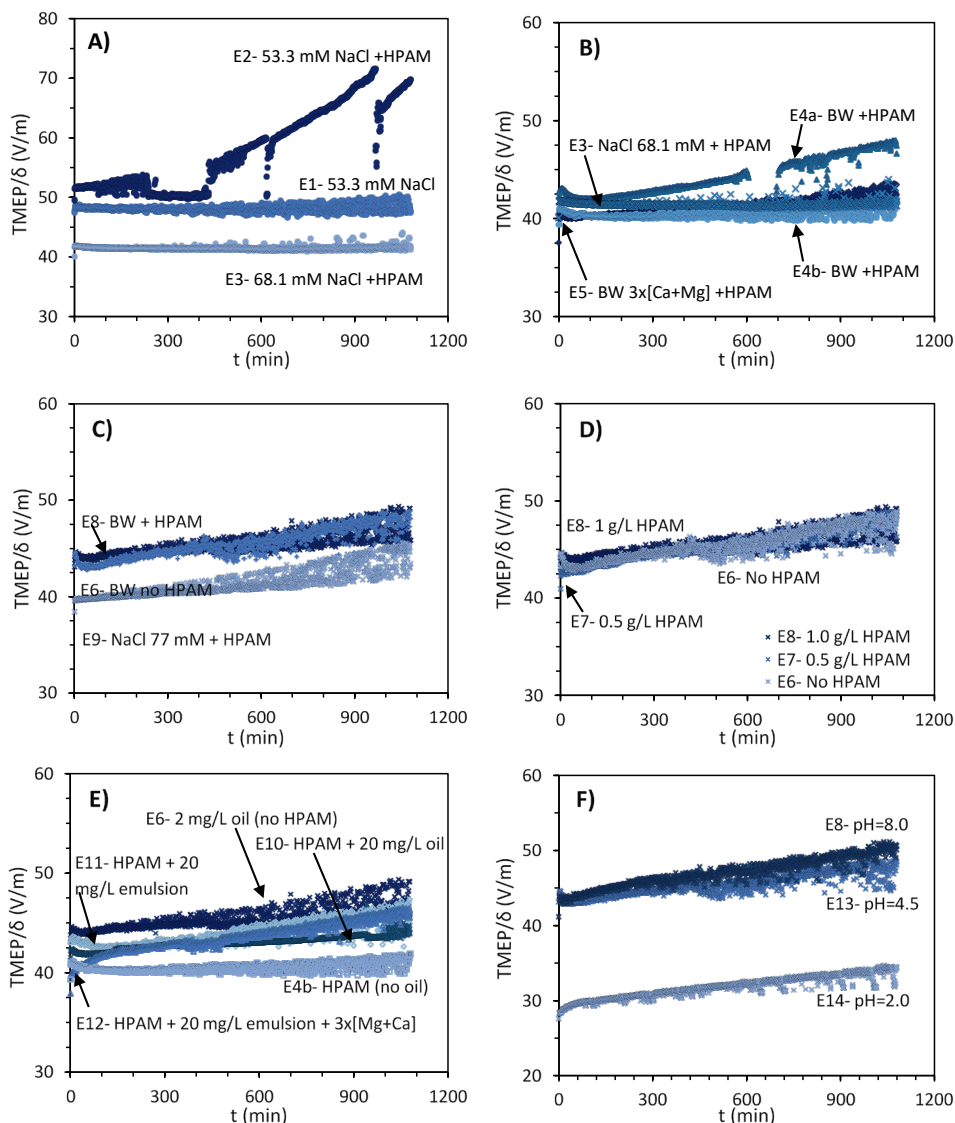 A)
E2- 53.3 mM NaCl +HPAM
E1- 53.3 mM NaCl
E3- 68.1 mM NaCl +HPAM
TMEP/δ (V/m)
80
70
60
50
40
30
0
300
600
900
1200
t (min)
B)
E4a- BW +HPAM
E3- NaCl 68.1 mM + HPAM
E4b- BW +HPAM
E5- BW 3x[Ca+Mg] +HPAM
TMEP/δ (V/m)
60
50
40
30
0
300
600
900
1200
t (min)
C)
E8- BW + HPAM
E6- BW no HPAM
E9- NaCl 77 mM + HPAM
TMEP/δ (V/m)
60
50
40
30
0
300
600
900
1200
t (min)
D)
E8- 1 g/L HPAM
E6- No HPAM
E7- 0.5 g/L HPAM
E8- 1.0 g/L HPAM
E7- 0.5 g/L HPAM
E6- No HPAM
TMEP/δ (V/m)
60
50
40
30
0
300
600
900
1200
t (min)
E)
E6- 2 mg/L oil (no HPAM)
E10- HPAM + 20 mg/L oil
E11- HPAM + 20
mg/L emulsion
E4b- HPAM (no oil)
E12- HPAM + 20 mg/L emulsion + 3x[Mg+Ca]
TMEP/δ (V/m)
60
50
40
30
0
300
600
900
1200
t (min)
F)
E8- pH=8.0
E13- pH=4.5
E14- pH=2.0
TMEP/δ (V/m)
60
50
40
30
20
0
300
600
900
1200
t (min)